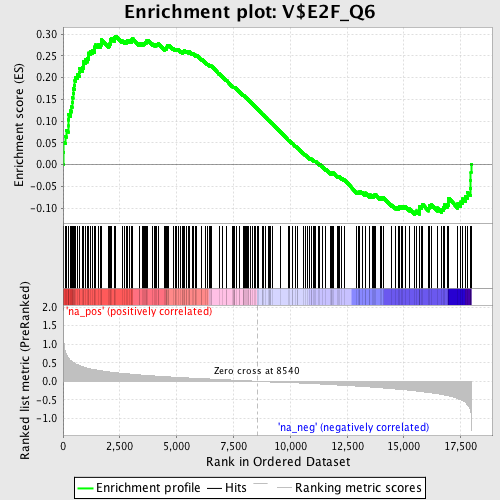 Enrichment plot: V$E2F_Q6
Enrichment score (ES)
0.30
0.25
0.20
0.15
0.10
0.05
0.00
-0.05
-0.10
'na_pos' (positively correlated)
Ranked list metric (PreRanked)
2.0
1.5
1.0
0.5
0.0
-0.5
-1.0
Zero cross at 8540
'na_neg' (negatively correlated)
0
2,500
5,000
7,500
10,000
12,500
15,000
17,500
Rank in Ordered Dataset
Enrichment profile
Hits
Ranking metric scores